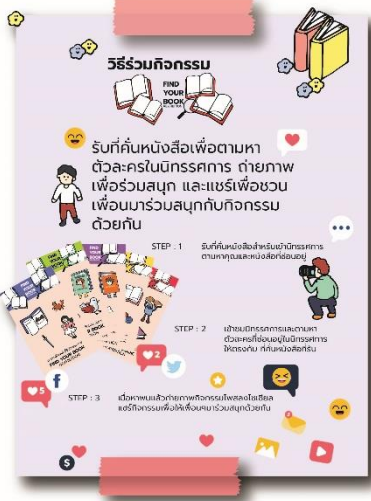 วิธีร่วมกิจกรรม
FIND
YOUR
BOOK
รับที่คั่นหนังสือเพื่อตามหา
ตัวละครในนิทรรศการ ถ่ายภาพ
เพื่อร่วมสนุก และแชร์เพื่อชวน
เพื่อนมาร่วมสนุกกับกิจกรรม
ด้วยกัน
STEP : 1
รับที่คั่นหนังสือสำหรับเข้านิทรรศการ
ตามหาคุณและหนังสือที่ซ่อนอยู่
STEP : 2
เข้าชมนิทรรศการและตามหา
ตัวละครที่ซ่อนอยู่ในนิทรรศการ
ให้ตรงกับ ที่คั่นหนังสือที่รับ
FIND YOUR
BOOK
2
5
STEP : 3
เมื่อหาพบแล้วถ่ายภาพกิจกรรมโพสลงโซเชียล
แชร์กิจกรรมเพื่อให้เพื่อนๆมาร่วมสนุกด้วยกัน